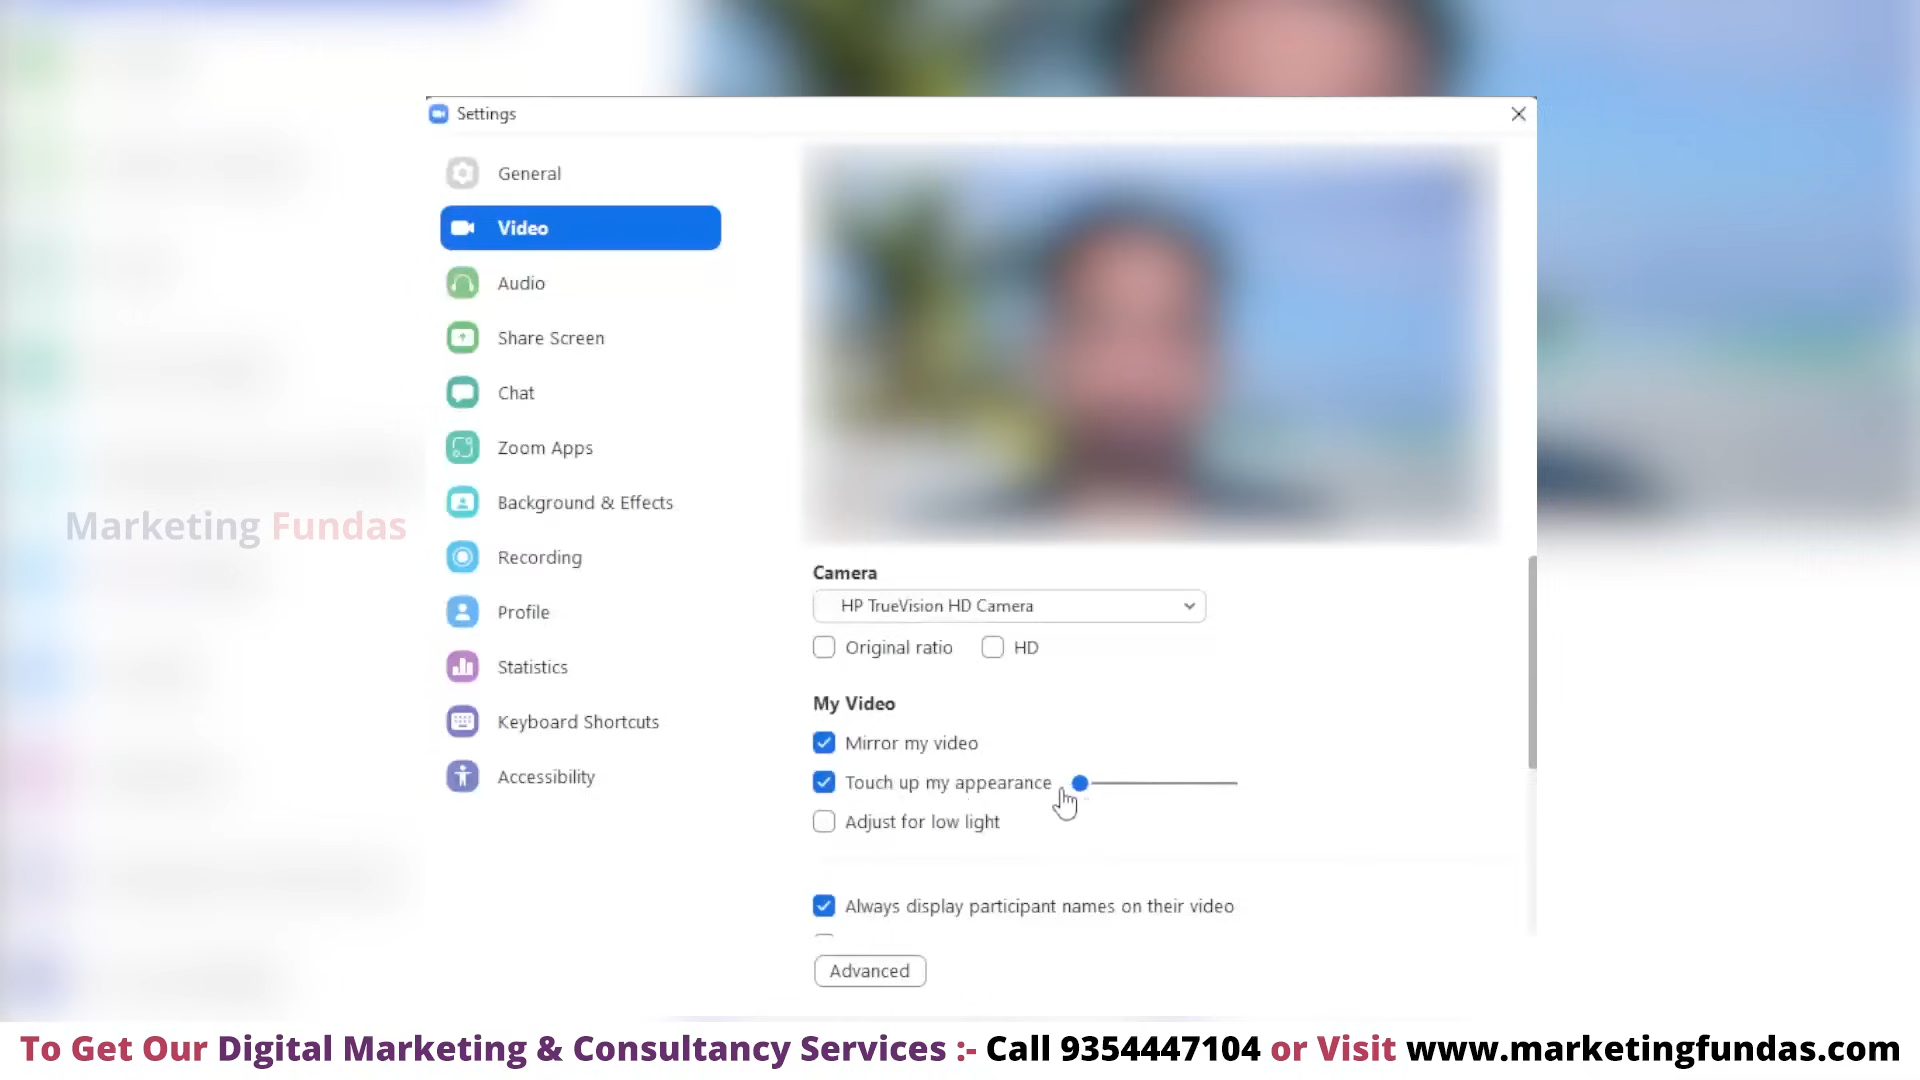 Settings
General
Video
Audio
Share Screen
Chat
Zoom Apps
Background & Effects
Recording
Profile
Statistics
Keyboard Shortcuts
Accessibility
Camera
HP TrueVision HD Camera
Original ratio HD
My Video
Mirror my video
Touch up my appearance
Adjust for low light
Always display participant names on their video
Advanced
Marketing Fundas
To Get Our Digital Marketing & Consultancy Services :- Call 9354447104 or Visit www.marketingfundas.com